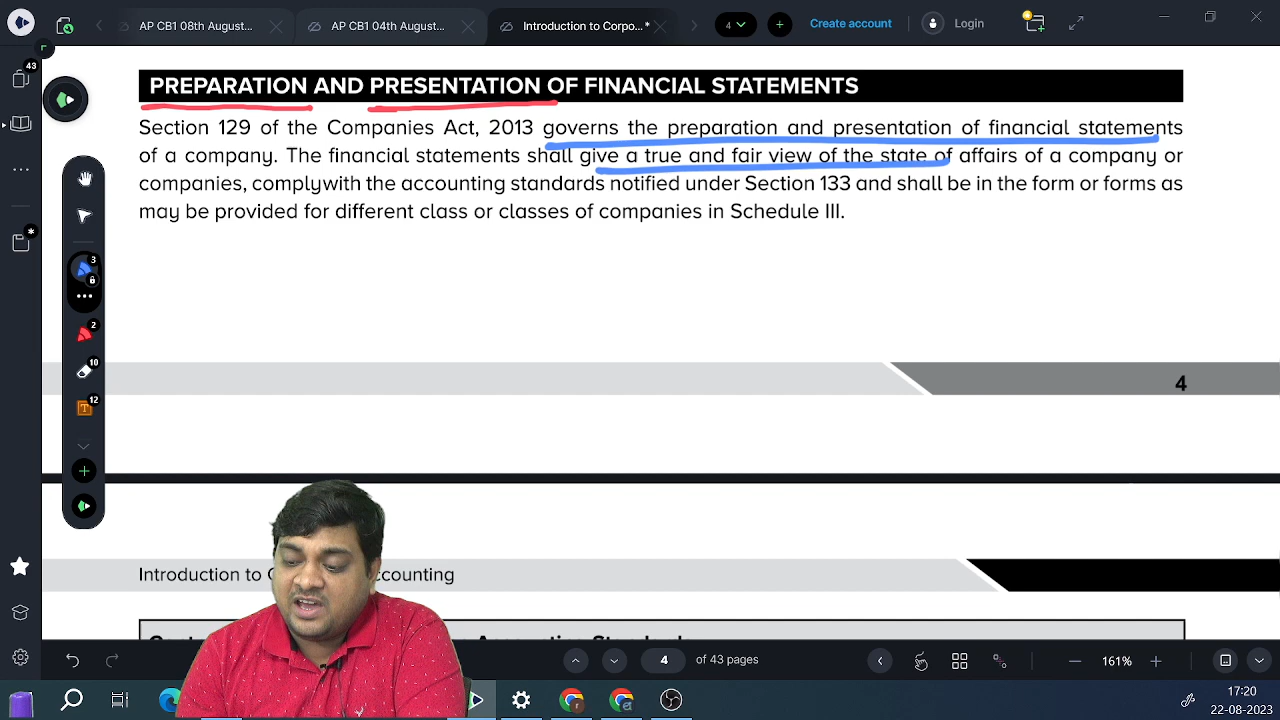 AP CB1 08th August...
AP CB1 04th August...
Introduction to Corpo... *
4
Create account
Login
43
PREPARATION AND PRESENTATION OF FINANCIAL STATEMENTS
Section 129 of the Companies Act, 2013 governs the preparation and presentation of financial statements
of a company. The financial statements shall give a true and fair view of the state of affairs of a company or
companies, complywith the accounting standards notified under Section 133 and shall be in the form or forms as
may be provided for different class or classes of companies in Schedule III.
3
2
10
12
T
4
Introduction to
ccounting
4
of 43 pages
161%
17:20
22-08-2023